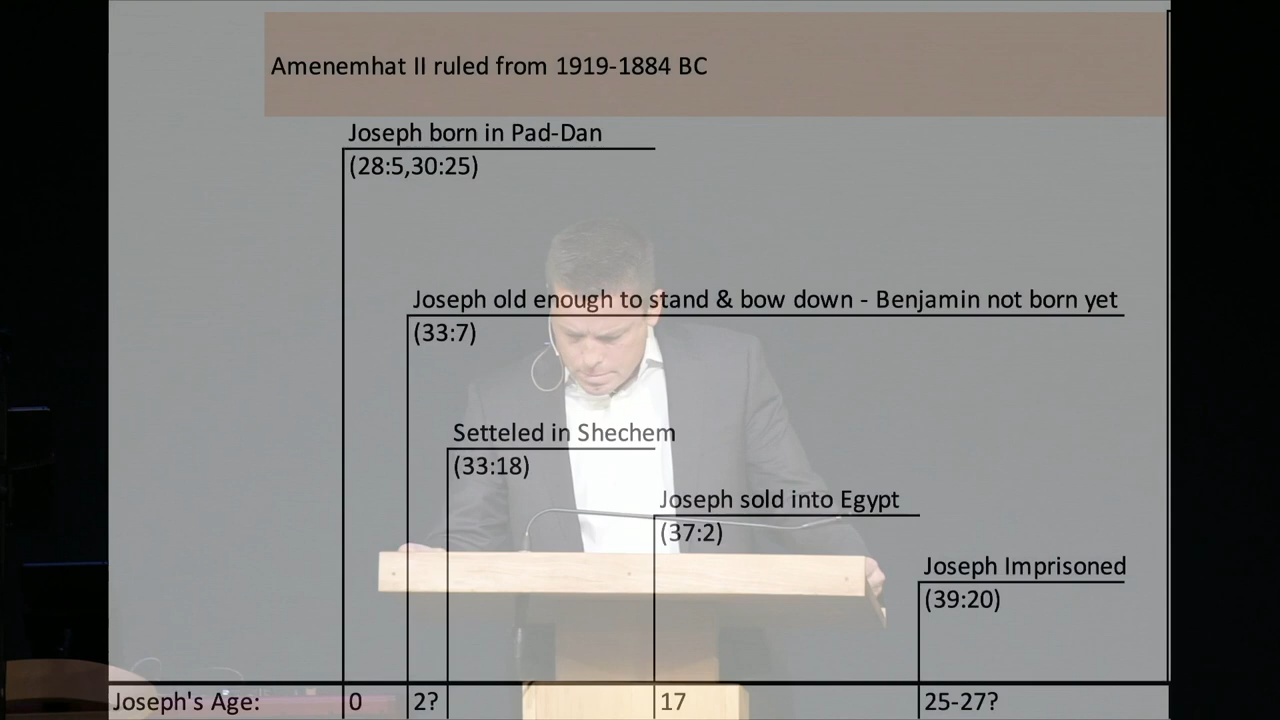 Amenemhat II ruled from 1919-1884 BC
Joseph born in Pad-Dan
(28:5,30:25)
Joseph old enough to stand & bow down - Benjamin not born yet
(33:7)
Setteled in Shechem
(33:18)
Joseph sold into Egypt
(37:2)
Joseph Imprisoned
(39:20)
Joseph's Age: 0 2? 17 25-27?